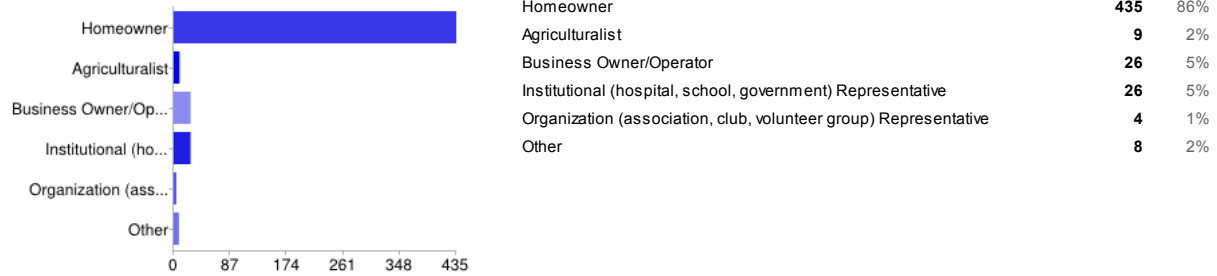 Homeowner
Agriculturalist
Business Owner/Op...
Institutional (ho...
Organization (ass...
Other
0 87 174 261 348 435
Homeowner 435 86%
Agriculturalist 9 2%
Business Owner/Operator 26 5%
Institutional (hospital, school, government) Representative 26 5%
Organization (association, club, volunteer group) Representative 4 1%
Other 8 2%